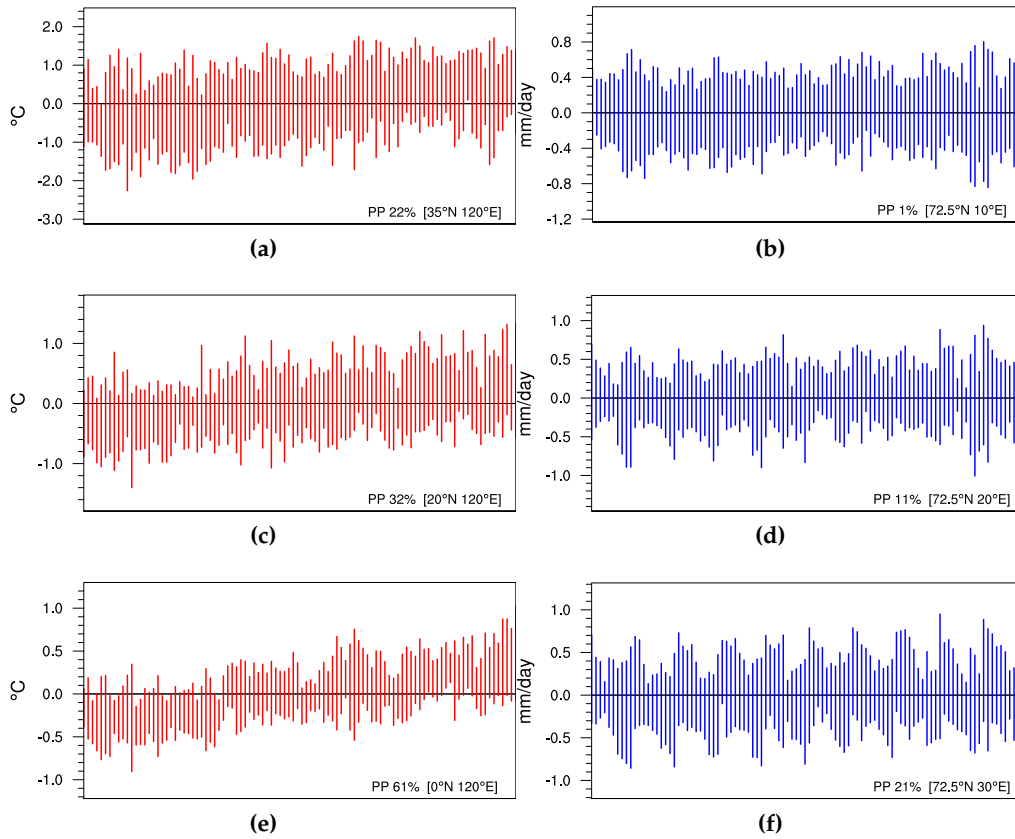 2.0
1.0
0.0
-1.0
-2.0
-3.0
°C
PP 22% [35°N 120°E]
(a)
0.8
0.4
0.0
-0.4
-0.8
-1.2
mm/day
PP 1% [72.5°N 10°E]
(b)
1.0
0.0
-1.0
°C
PP 32% [20°N 120°E]
(c)
1.0
0.5
0.0
-0.5
-1.0
mm/day
PP 11% [72.5°N 20°E]
(d)
1.0
0.5
0.0
-0.5
-1.0
°C
PP 61% [0°N 120°E]
(e)
1.0
0.5
0.0
-0.5
-1.0
mm/day
PP 21% [72.5°N 30°E]
(f)